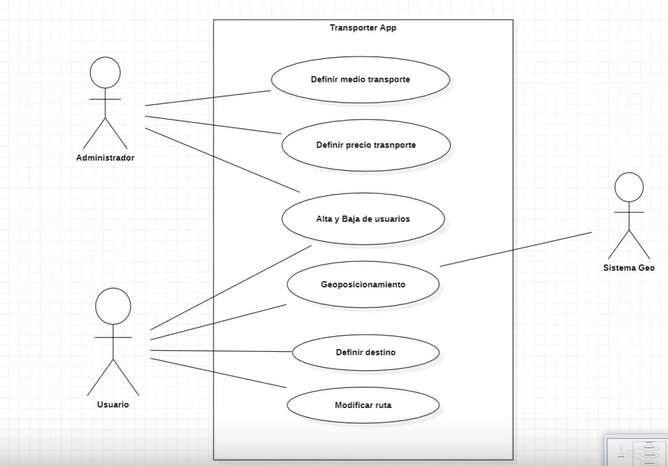 Transporter App
Definir medio transporte
Definir precio trasnporte
Administrador
Alta y Baja de usuarios
Sistema Geo
Geoposicionamiento
Definir destino
Modificar ruta
Usuario